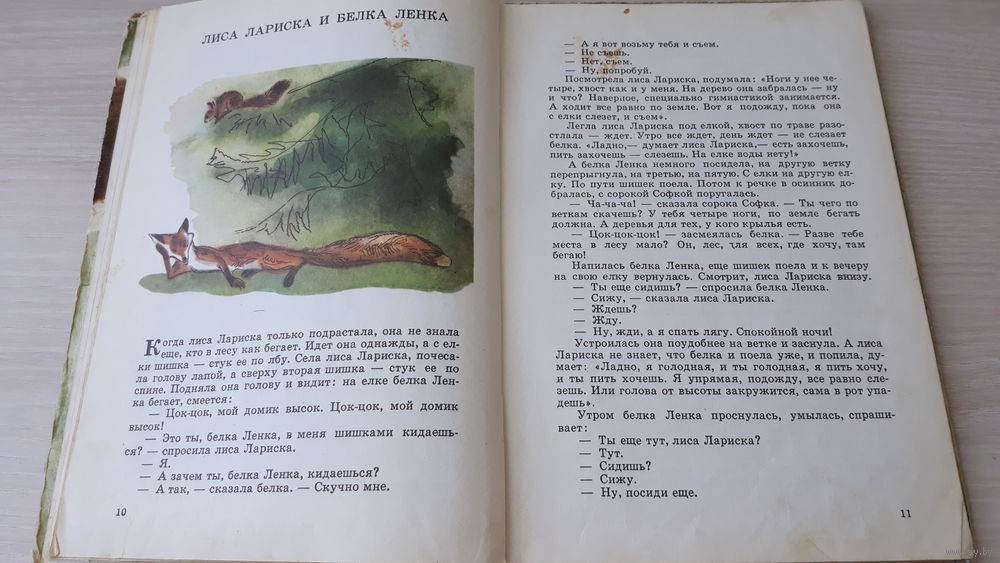 ЛИСА ЛАРИСКА И БЕЛКА ЛЕНКА
Когда лиса Лариска только подрастала, она не знала
еще, кто в лесу как бегает. Идет она однажды, а с ел-
ки шишка — стук ее по лбу. Села лиса Лариска, почеса-
ла голову лапой, а сверху вторая шишка — стук ее по
спине. Подняла она голову и видит: на елке белка Лен-
ка бегает, смеется:
— Цок-цок, мой домик высок. Цок-цок, мой домик
высок!
— Это ты, белка Ленка, в меня шишками кидаешь-
ся? — спросила лиса Лариска.
— Я.
— А зачем ты, белка Ленка, кидаешься?
— А так, — сказала белка. — Скучно мне.
10
— А я вот возьму тебя и съем.
— Не съешь.
— Нет, съем.
— Ну, попробуй.
Посмотрела лиса Лариска, подумала: «Ноги у нее че-
тыре, хвост как и у меня. На дерево она забралась — ну
и что? Наверное, специально гимнастикой занимается.
А ходит все равно по земле. Вот я подожду, пока она
с елки слезет, и съем».
Легла лиса Лариска под елкой, хвост по траве разо-
стлала — ждет. Утро все ждет, день ждет — не слезает
белка. «Ладно,— думает лиса Лариска,— есть захочешь,
пить захочешь — слезешь. На елке воды нету!»
А белка Ленка немного посидела, на другую ветку
перепрыгнула, на третью, на пятую. С елки на другую ел-
ку. По пути шишек поела. Потом к речке в осинник до-
бралась, с сорокой Софкой поругалась.
— Ча-ча-ча! — сказала сорока Софка. — Ты чего по
веткам скачешь? У тебя четыре ноги, по земле бегать
должна. А деревья для тех, у кого крылья есть.
— Цок-цок-цок! — засмеялась белка. — Разве тебе
места в лесу мало? Он, лес, для всех, где хочу, там
бегаю!
Напилась белка Ленка, еще шишек поела и к вечеру
на свою елку вернулась. Смотрит, лиса Лариска внизу.
— Ты еще сидишь? — спросила белка Ленка.
— Сижу, — сказала лиса Лариска.
— Ждешь?
— Жду.
— Ну, жди, а я спать лягу. Спокойной ночи!
Устроилась она поудобнее на ветке и заснула. А лиса
Лариска не знает, что белка и поела уже, и попила, ду-
мает: «Ладно, я голодная, и ты голодная, я пить хочу,
и ты пить хочешь. Я упрямая, подожду, все равно сле-
зешь. Или голова от высоты закружится, сама в рот упа-
дешь».
Утром белка Ленка проснулась, умылась, спраши-
вает:
— Ты еще тут, лиса Лариска?
— Тут.
— Сидишь?
— Сижу.
— Ну, посиди еще.
11